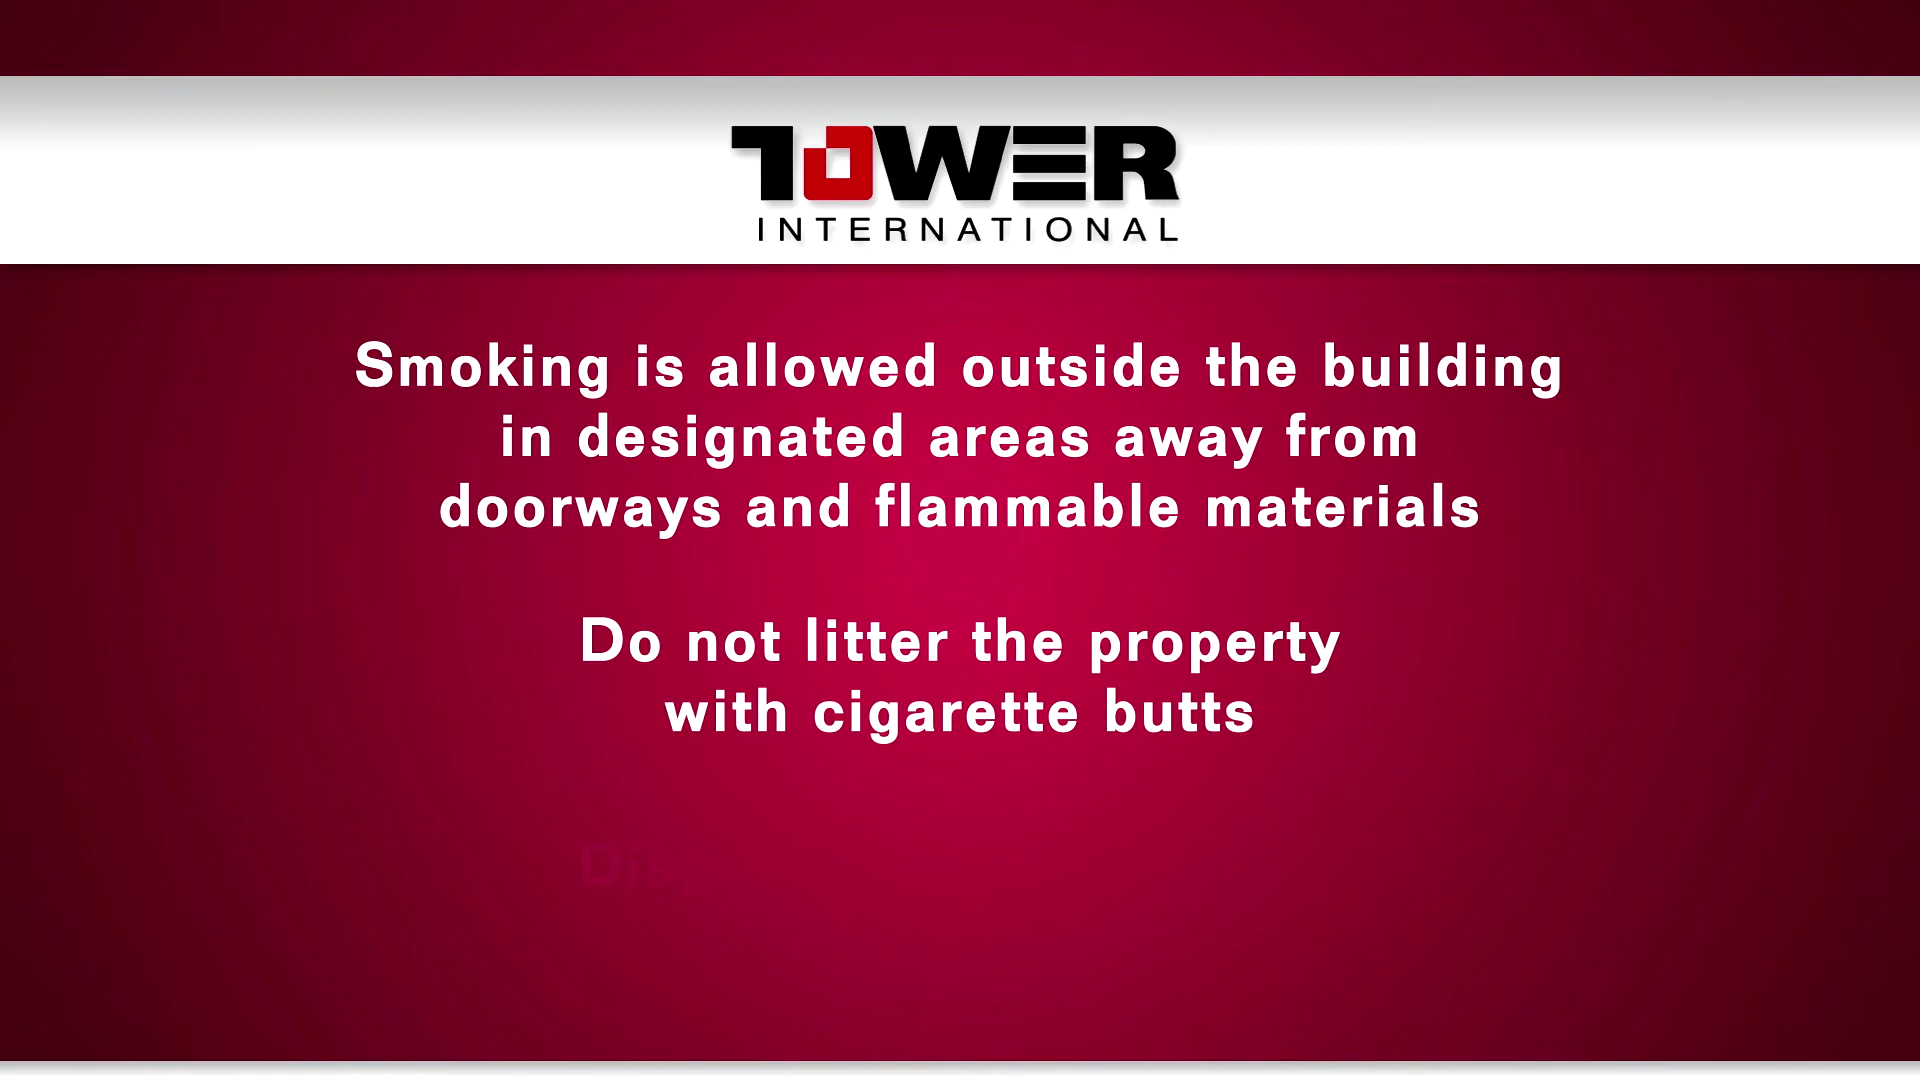 TOWER
INTERNATIONAL
Smoking is allowed outside the building
in designated areas away from
doorways and flammable materials
Do not litter the property
with cigarette butts